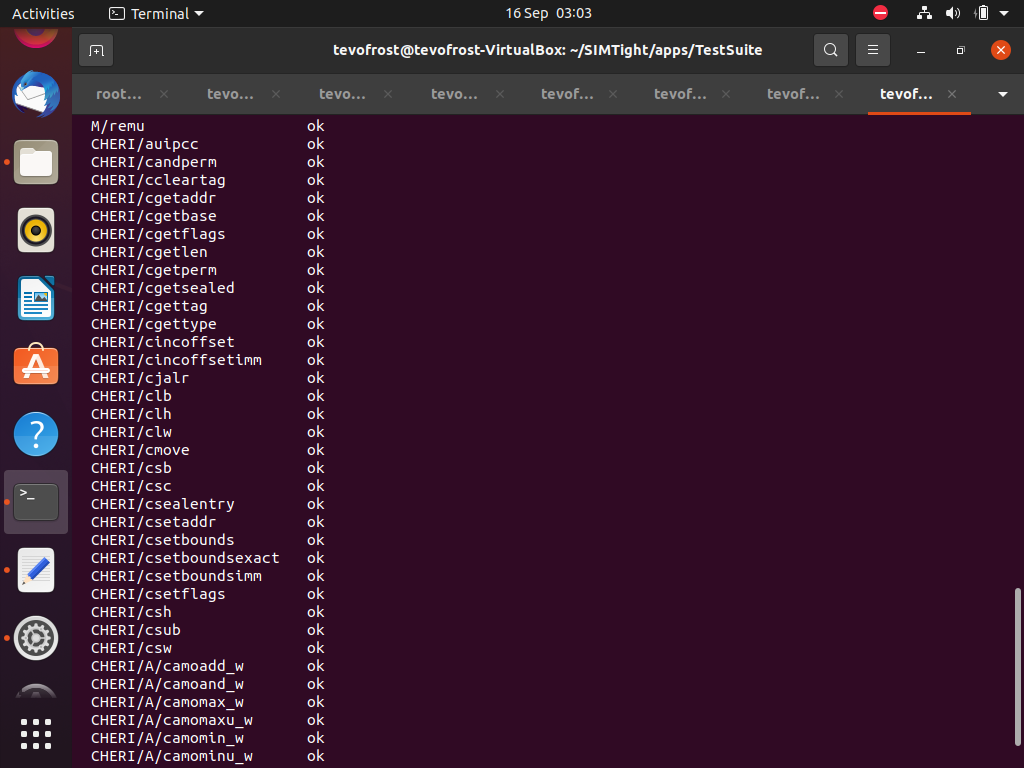 Activities
Terminal
16 Sep 03:03
tevofrost@tevofrost-VirtualBox: ~/SIMTight/apps/TestSuite
root...
tevo...
tevo...
tevo...
tevof...
tevof...
tevof...
tevof...
M/remu ok
CHERI/auipcc ok
CHERI/candperm ok
CHERI/ccleartag ok
CHERI/cgetaddr ok
CHERI/cgetbase ok
CHERI/cgetflags ok
CHERI/cgetlen ok
CHERI/cgetperm ok
CHERI/cgetsealed ok
CHERI/cgettag ok
CHERI/cgettype ok
CHERI/cincoffset ok
CHERI/cincoffsetimm ok
CHERI/cjalr ok
CHERI/clb ok
CHERI/clh ok
CHERI/clw ok
CHERI/cmove ok
CHERI/csb ok
CHERI/csc ok
CHERI/csealentry ok
CHERI/csetaddr ok
CHERI/csetbounds ok
CHERI/csetboundsexact ok
CHERI/csetboundsimm ok
CHERI/csetflags ok
CHERI/csh ok
CHERI/csub ok
CHERI/csw ok
CHERI/A/camoadd_w ok
CHERI/A/camoand_w ok
CHERI/A/camomax_w ok
CHERI/A/camomaxu_w ok
CHERI/A/camomin_w ok
CHERI/A/camominu_w ok